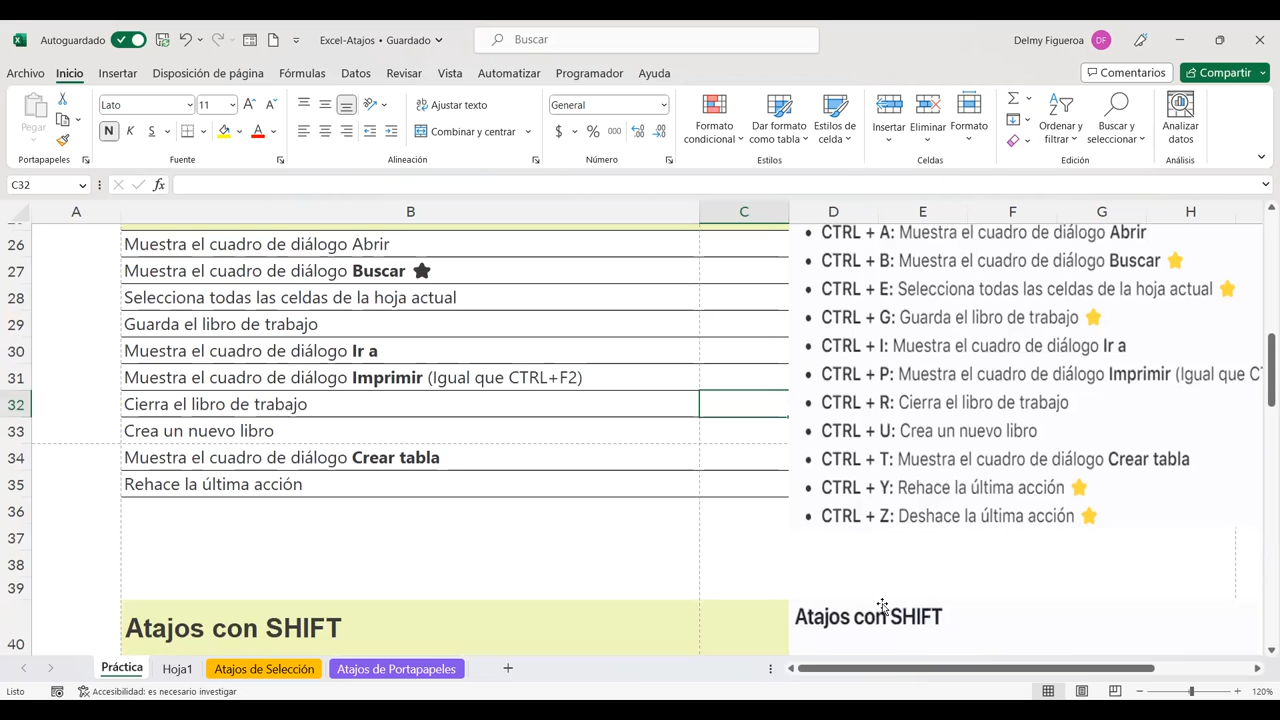 Autoguardado
Excel-Atajos • Guardado
Buscar
Delmy Figueroa
DF
Archivo Inicio Insertar Disposición de página Fórmulas Datos Revisar Vista Automatizar Programador Ayuda
Comentarios
Compartir
Pegar
Portapapeles
Lato 11
N K S
Fuente
Ajustar texto
Combinar y centrar
Alineación
General
$ % 000
Número
Formato condicional
Dar formato como tabla
Estilos de celda
Estilos
Insertar
Eliminar
Formato
Celdas
Ordenar y filtrar
Buscar y seleccionar
Edición
Analizar datos
Análisis
C32
fx
A B C D E F G H
26 Muestra el cuadro de diálogo Abrir
27 Muestra el cuadro de diálogo Buscar
28 Selecciona todas las celdas de la hoja actual
29 Guarda el libro de trabajo
30 Muestra el cuadro de diálogo Ir a
31 Muestra el cuadro de diálogo Imprimir (Igual que CTRL+F2)
32 Cierra el libro de trabajo
33 Crea un nuevo libro
34 Muestra el cuadro de diálogo Crear tabla
35 Rehace la última acción
36
37
38
39
40 Atajos con SHIFT
• CTRL + A: Muestra el cuadro de diálogo Abrir
• CTRL + B: Muestra el cuadro de diálogo Buscar
• CTRL + E: Selecciona todas las celdas de la hoja actual
• CTRL + G: Guarda el libro de trabajo
• CTRL + I: Muestra el cuadro de diálogo Ir a
• CTRL + P: Muestra el cuadro de diálogo Imprimir (Igual que C
• CTRL + R: Cierra el libro de trabajo
• CTRL + U: Crea un nuevo libro
• CTRL + T: Muestra el cuadro de diálogo Crear tabla
• CTRL + Y: Rehace la última acción
• CTRL + Z: Deshace la última acción
Atajos con SHIFT
Práctica Hoja1 Atajos de Selección Atajos de Portapapeles
Listo
Accesibilidad: es necesario investigar
120%